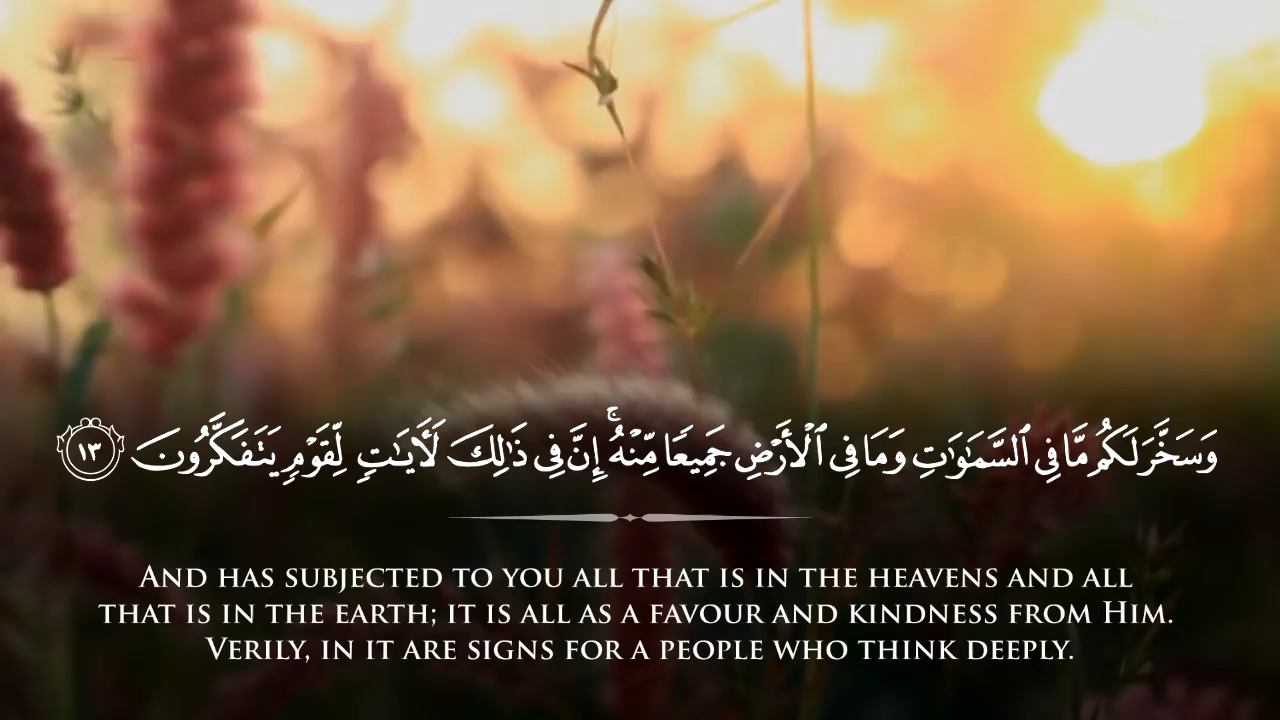 وَسَخَّرَ لَكُم مَّا فِي ٱلسَّمَـٰوَٰتِ وَمَا فِي ٱلْأَرْضِ جَمِيعًا مِّنْهُ ۚ إِنَّ فِي ذَٰلِكَ لَـَٔايَـٰتٍ لِّقَوْمٍ يَتَفَكَّرُونَ ١٣
And has subjected to you all that is in the heavens and all
that is in the earth; it is all as a favour and kindness from Him.
Verily, in it are signs for a people who think deeply.